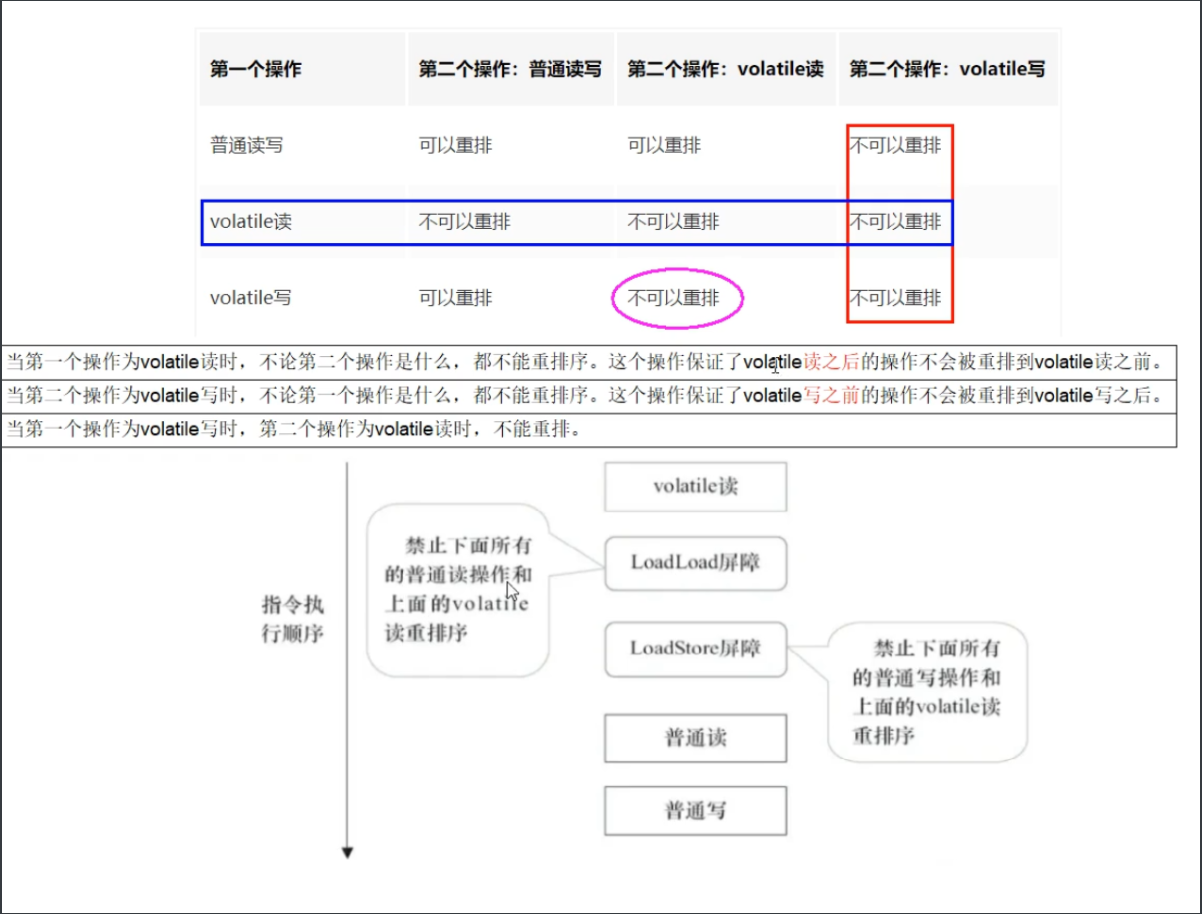 第一个操作 第二个操作：普通读写 第二个操作：volatile读 第二个操作：volatile写
普通读写 可以重排 可以重排 不可以重排
volatile读 不可以重排 不可以重排 不可以重排
volatile写 可以重排 不可以重排 不可以重排
当第一个操作为volatile读时，不论第二个操作是什么，都不能重排序。这个操作保证了volatile读之后的操作不会被重排到volatile读之前。
当第二个操作为volatile写时，不论第一个操作是什么，都不能重排序。这个操作保证了volatile写之前的操作不会被重排到volatile写之后。
当第一个操作为volatile写时，第二个操作为volatile读时，不能重排。
volatile读
禁止下面所有
的普通读操作和
上面的volatile
读重排序
LoadLoad屏障
指令执
行顺序
LoadStore屏障
禁止下面所有
的普通写操作和
上面的volatile读
重排序
普通读
普通写